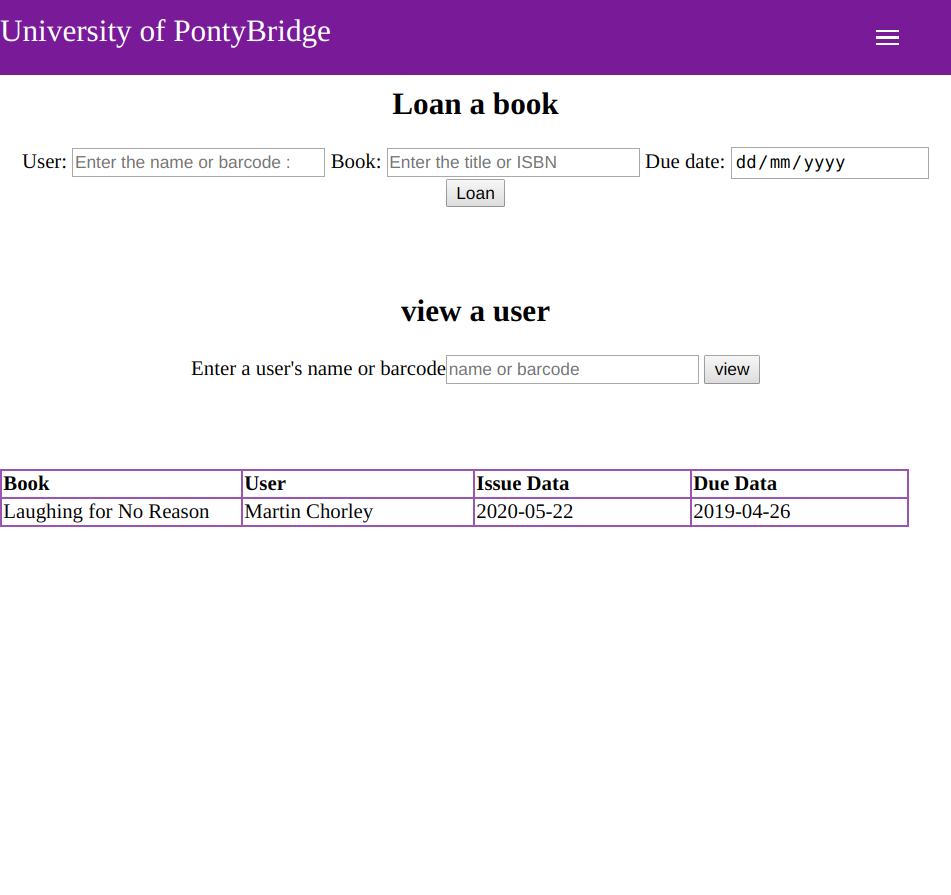 University of PontyBridge
Loan a book
User: Enter the name or barcode : Book: Enter the title or ISBN Due date: dd/mm/yyyy
Loan
view a user
Enter a user's name or barcode name or barcode view
Book User Issue Data Due Data
Laughing for No Reason Martin Chorley 2020-05-22 2019-04-26